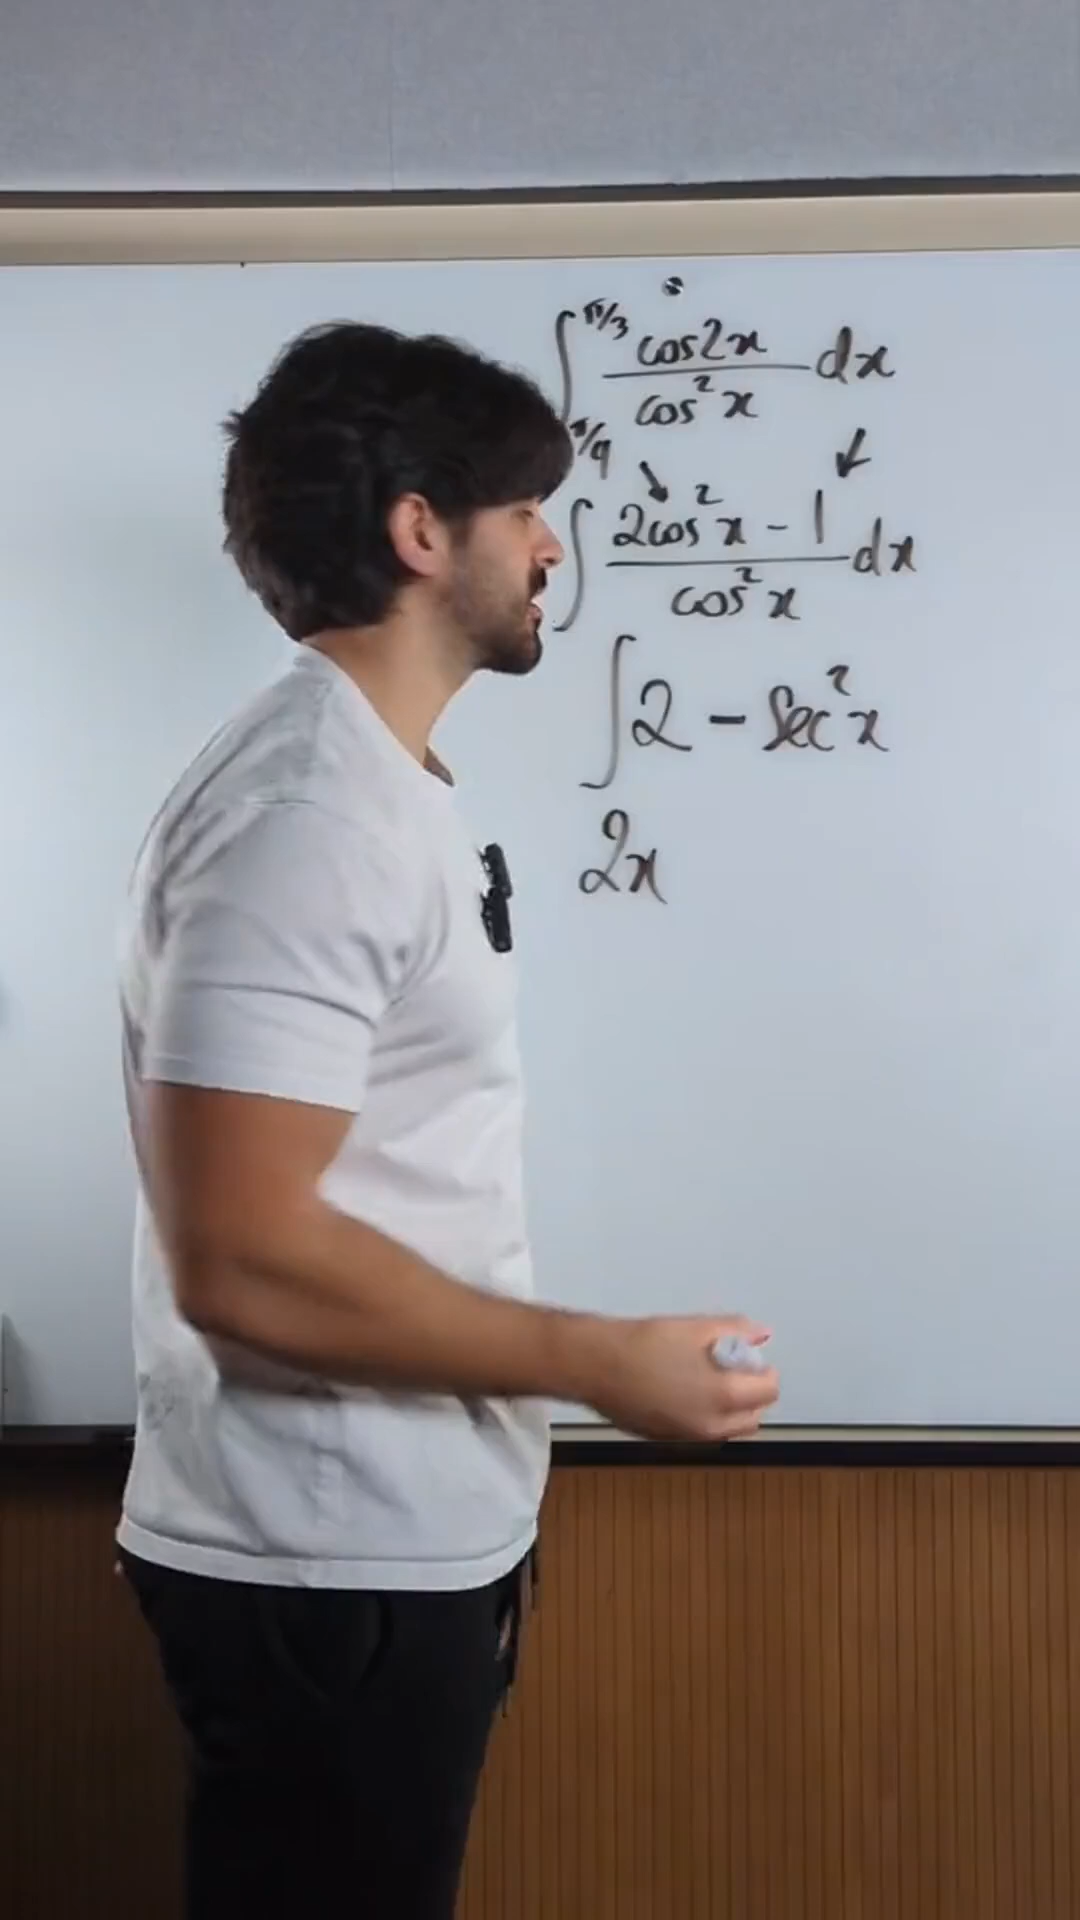 ∫π/3 π/9 cos2x / cos²x dx
∫ 2cos²x - 1 / cos²x dx
∫2 - Sec²x
2x